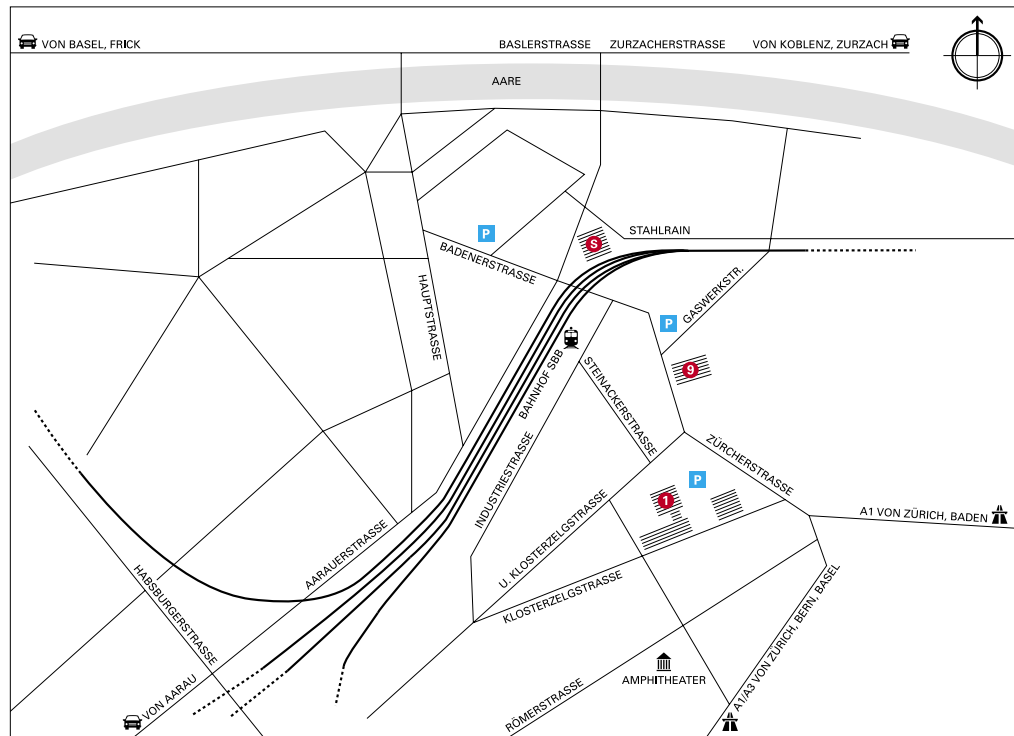 VON BASEL, FRICK
BASLERSTRASSE
ZURZACHERSTRASSE
VON KOBLENZ, ZURZACH
AARE
P
STAHLRAIN
S
BADENERSTRASSE
HAUPTSTRASSE
GASWERKSTR.
P
BAHNHOF SBB
STEINACKERSTRASSE
9
ZÜRCHERSTRASSE
INDUSTRIESTRASSE
P
1
A1 VON ZÜRICH, BADEN
AARAUERSTRASSE
U. KLOSTERZELGSTRASSE
HABSBURGERSTRASSE
KLOSTERZELGSTRASSE
A1/A3 VON ZÜRICH, BERN, BASEL
AMPHITHEATER
VON AARAU
RÖMERSTRASSE